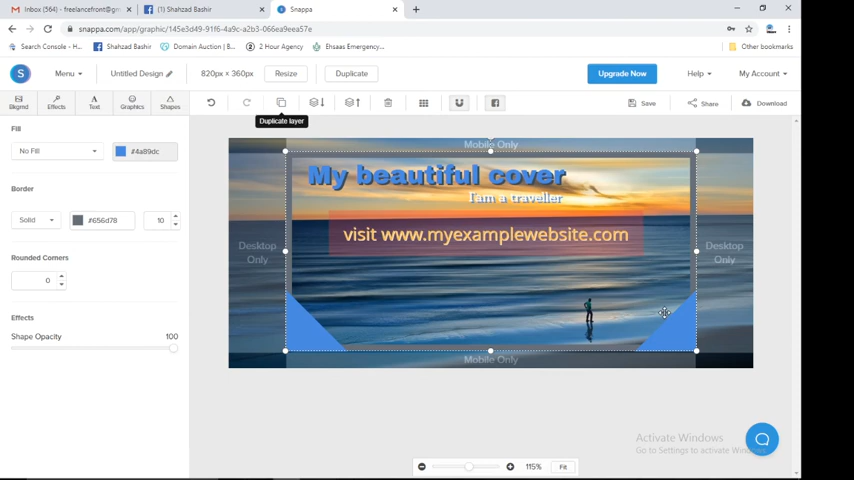 Inbox (564) - freelancefront@gm
(1) Shahzad Bashir
Snappa
snappa.com/app/graphic/145e3d49-91f6-4a9c-a2b3-066ea9eea57e
Search Console - H...
Shahzad Bashir
Domain Auction | B...
2 Hour Agency
Ehsaas Emergency...
Other bookmarks
S
Menu
Untitled Design
820px × 360px
Resize
Duplicate
Upgrade Now
Help
My Account
Bkgrnd
Effects
Text
Graphics
Shapes
Save
Share
Download
Duplicate layer
Fill
No Fill
#4a89dc
Border
Solid
#656d78
10
Rounded Corners
0
Effects
Shape Opacity
100
Mobile Only
My beautiful cover
I'am a traveller
visit www.myexamplewebsite.com
Desktop
Only
Desktop
Only
Mobile Only
Activate Windows
Go to Settings to activate Windows.
115%
Fit